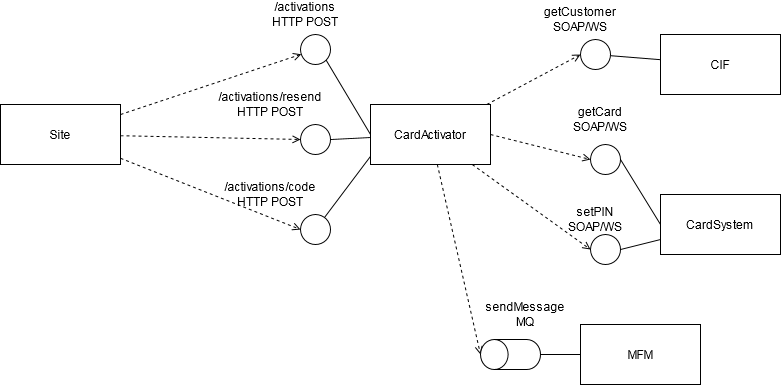 /activations
HTTP POST
getCustomer
SOAP/WS
CIF
/activations/resend
HTTP POST
getCard
SOAP/WS
Site
CardActivator
/activations/code
HTTP POST
setPIN
SOAP/WS
CardSystem
sendMessage
MQ
MFM